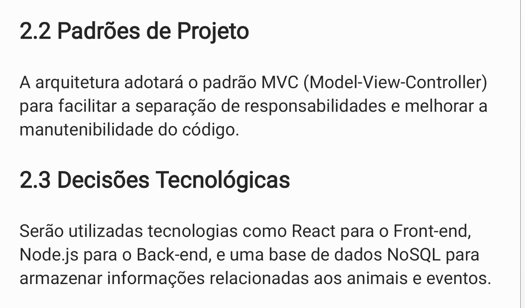 2.2 Padrões de Projeto
A arquitetura adotará o padrão MVC (Model-View-Controller)
para facilitar a separação de responsabilidades e melhorar a
manutenibilidade do código.
2.3 Decisões Tecnológicas
Serão utilizadas tecnologias como React para o Front-end,
Node.js para o Back-end, e uma base de dados NoSQL para
armazenar informações relacionadas aos animais e eventos.